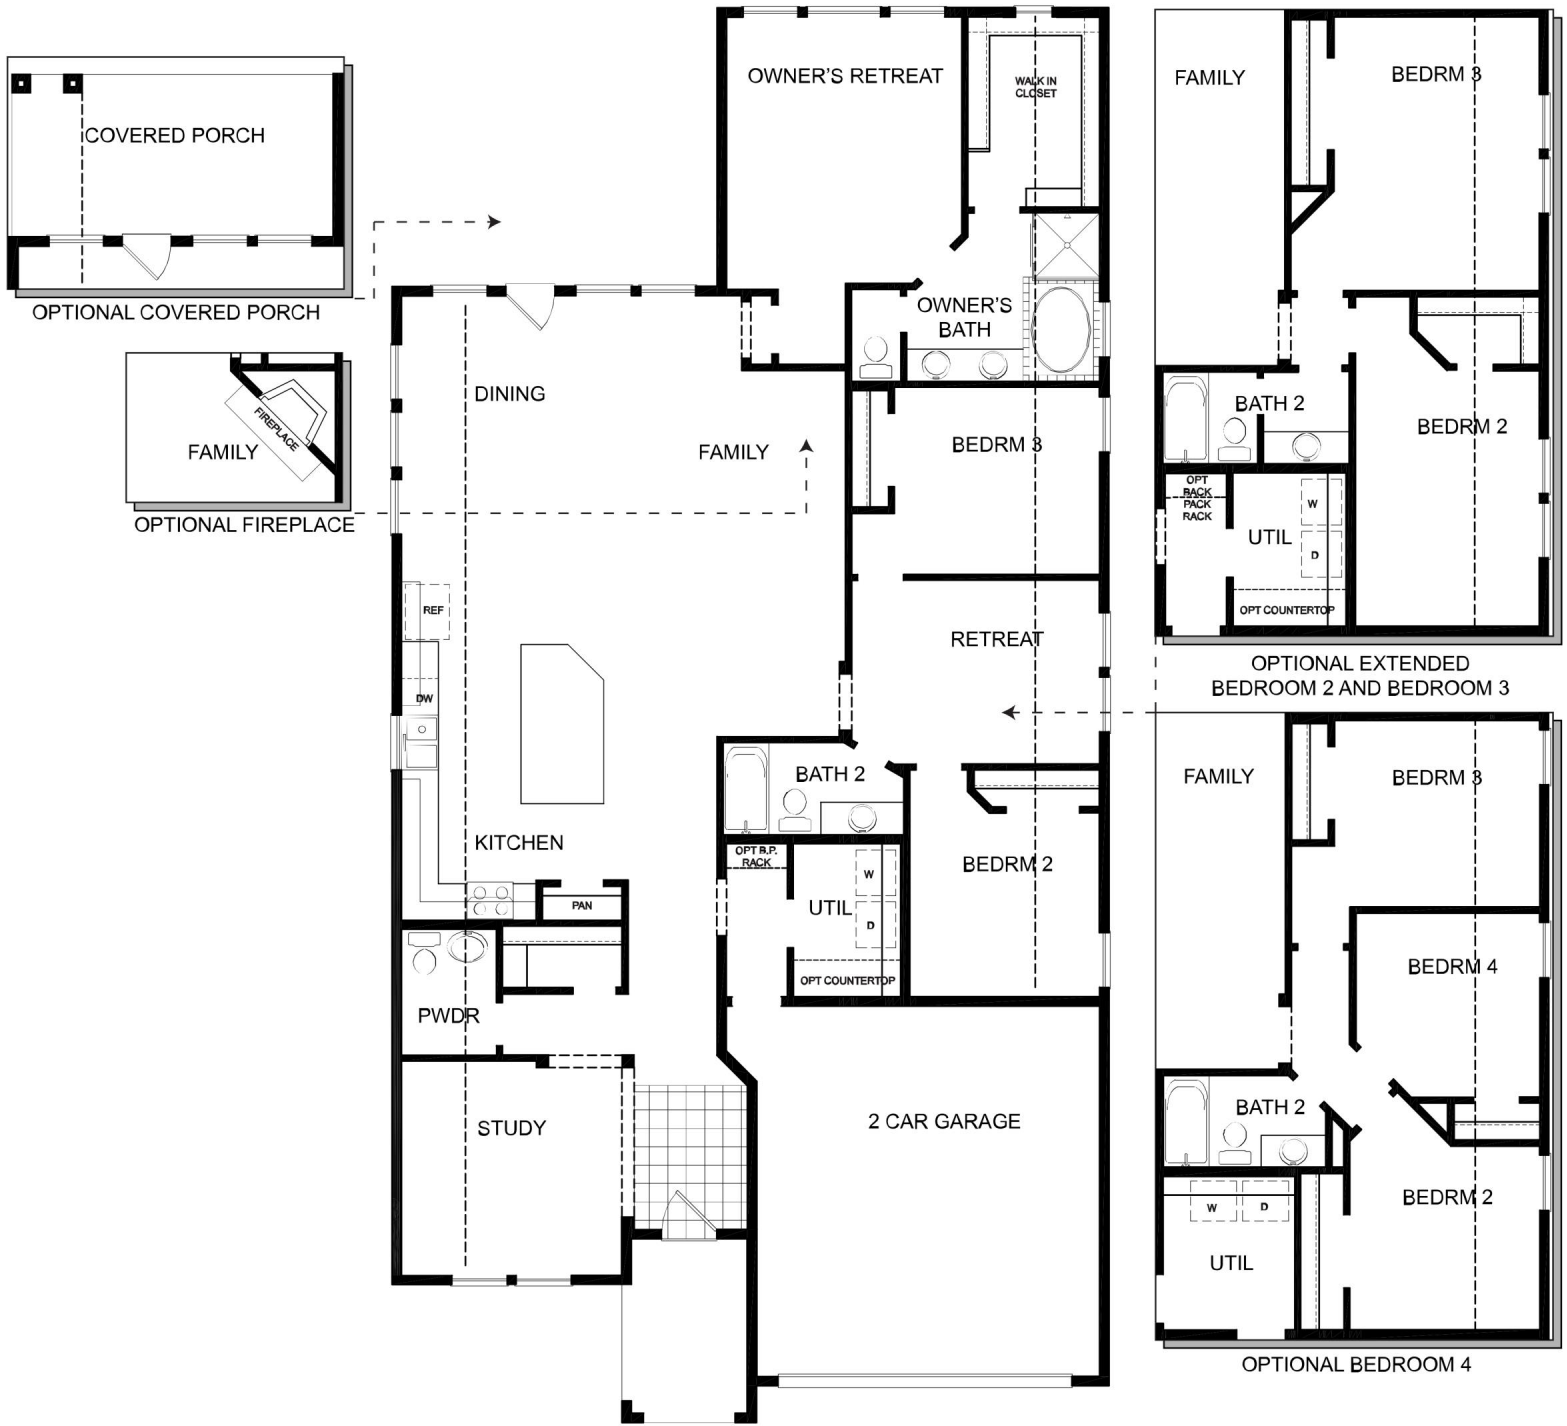 COVERED PORCH
OPTIONAL COVERED PORCH
FAMILY
FIREPLACE
OPTIONAL FIREPLACE
OWNER'S RETREAT
WALK IN
CLOSET
OWNER'S
BATH
DINING
FAMILY
BEDRM 3
REF
RETREAT
DW
BATH 2
KITCHEN
OPT B.P.
RACK
W
BEDRM 2
PAN
UTIL
D
OPT COUNTERTOP
PWDR
STUDY
2 CAR GARAGE
FAMILY
BEDRM 3
BATH 2
BEDRM 2
OPT
BACK
PACK
RACK
W
UTIL
D
OPT COUNTERTOP
OPTIONAL EXTENDED
BEDROOM 2 AND BEDROOM 3
FAMILY
BEDRM 3
BEDRM 4
BATH 2
BEDRM 2
W
D
UTIL
OPTIONAL BEDROOM 4